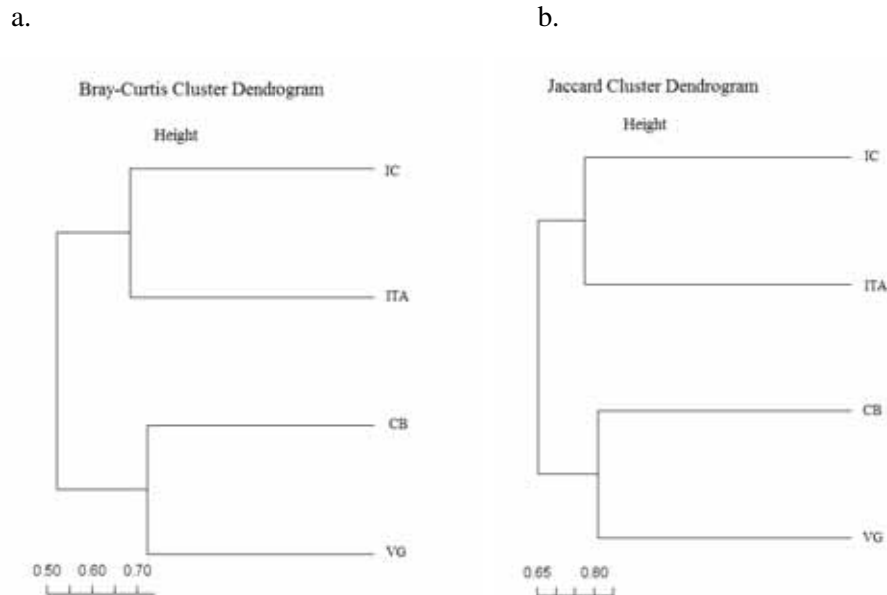 a.
Bray-Curtis Cluster Dendrogram
Height
IC
ITA
CB
VG
0.50 0.60 0.70
b.
Jaccard Cluster Dendrogram
Height
IC
ITA
CB
VG
0.65 0.80